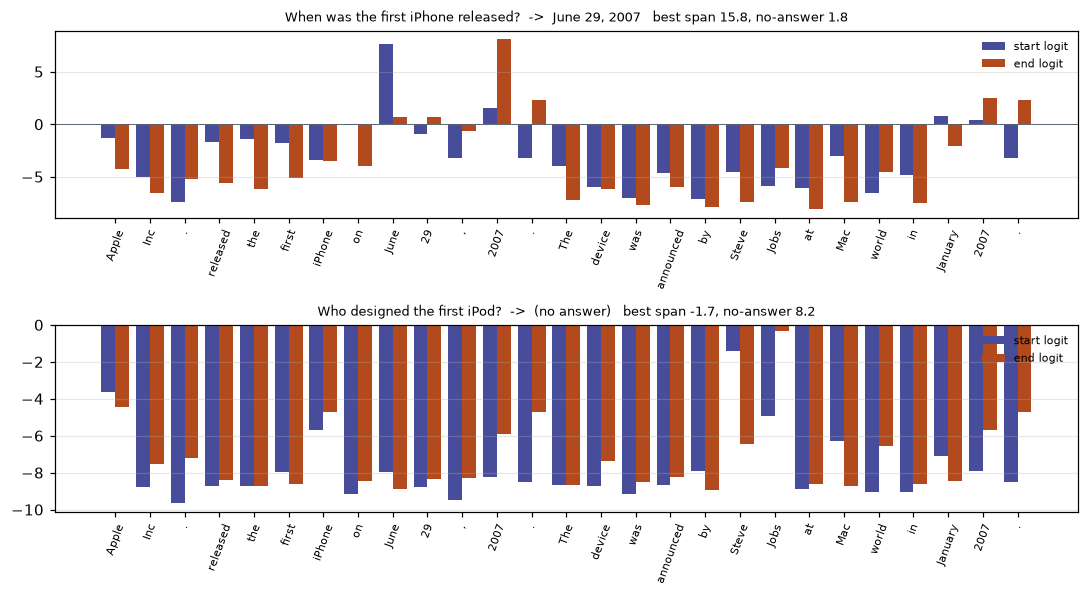 When was the first iPhone released?  ->  June 29, 2007   best span 15.8, no-answer 1.8
start logit
end logit
5
0
−5
Apple Inc . released the first iPhone on June 29 , 2007 . The device was announced by Steve Jobs at Mac world in January 2007 .
Who designed the first iPod?  ->  (no answer)   best span -1.7, no-answer 8.2
start logit
end logit
0
−2
−4
−6
−8
−10
Apple Inc . released the first iPhone on June 29 , 2007 . The device was announced by Steve Jobs at Mac world in January 2007 .